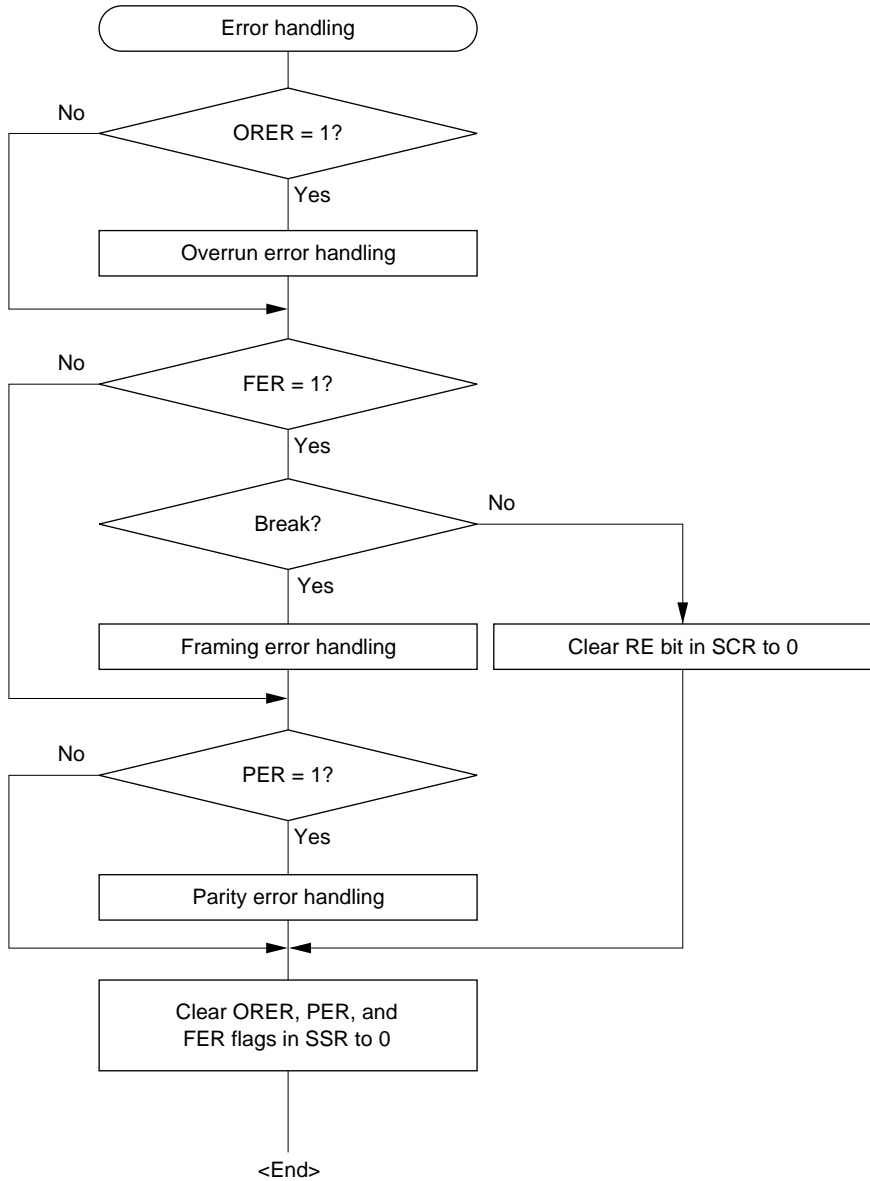 Error handling
No
ORER = 1?
Yes
Overrun error handling
No
FER = 1?
Yes
Break?
No
Yes
Framing error handling
Clear RE bit in SCR to 0
No
PER = 1?
Yes
Parity error handling
Clear ORER, PER, and
FER flags in SSR to 0
<End>